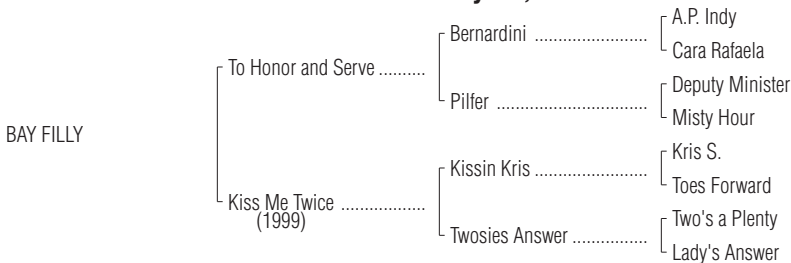 A.P. Indy
Bernardini ..................
Cara Rafaela
To Honor and Serve ..........
Deputy Minister
Pilfer ................................
Misty Hour
BAY FILLY
Kris S.
Kissin Kris ........................
Toes Forward
Kiss Me Twice ..................
(1999)
Two's a Plenty
Twosies Answer ................
Lady's Answer